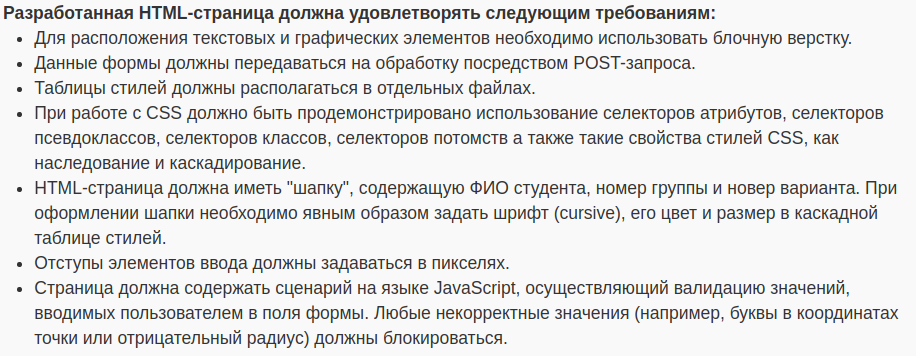 Разработанная HTML-страница должна удовлетворять следующим требованиям:
• Для расположения текстовых и графических элементов необходимо использовать блочную верстку.
• Данные формы должны передаваться на обработку посредством POST-запроса.
• Таблицы стилей должны располагаться в отдельных файлах.
• При работе с CSS должно быть продемонстрировано использование селекторов атрибутов, селекторов
псевдоклассов, селекторов классов, селекторов потомств а также такие свойства стилей CSS, как
наследование и каскадирование.
• HTML-страница должна иметь "шапку", содержащую ФИО студента, номер группы и новер варианта. При
оформлении шапки необходимо явным образом задать шрифт (cursive), его цвет и размер в каскадной
таблице стилей.
• Отступы элементов ввода должны задаваться в пикселях.
• Страница должна содержать сценарий на языке JavaScript, осуществляющий валидацию значений,
вводимых пользователем в поля формы. Любые некорректные значения (например, буквы в координатах
точки или отрицательный радиус) должны блокироваться.